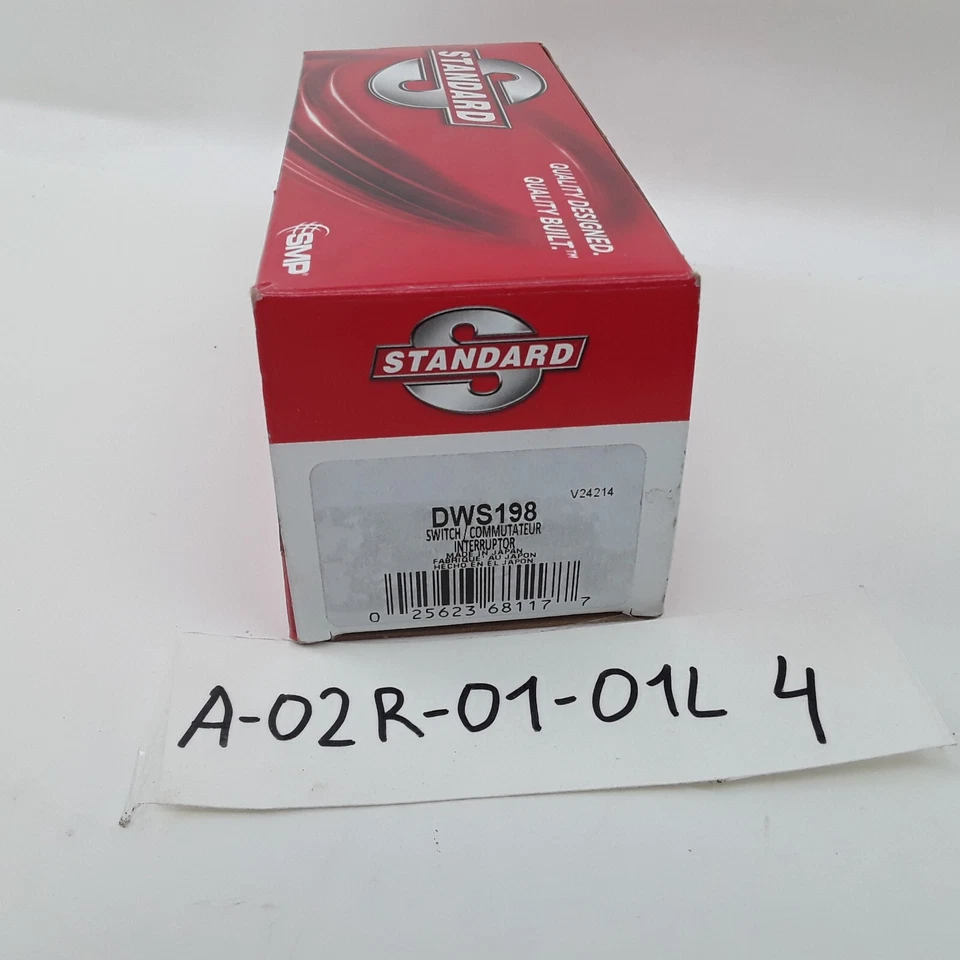 STANDARD
QUALITY DESIGNED.
QUALITY BUILT.™
SMP
STANDARD
V24214
DWS198
SWITCH / COMMUTATEUR
INTERRUPTOR
MADE IN JAPAN
FABRIQUE AU JAPON
HECHO EN EL JAPON
0 25623 68117 7
A-02R-01-01L 4